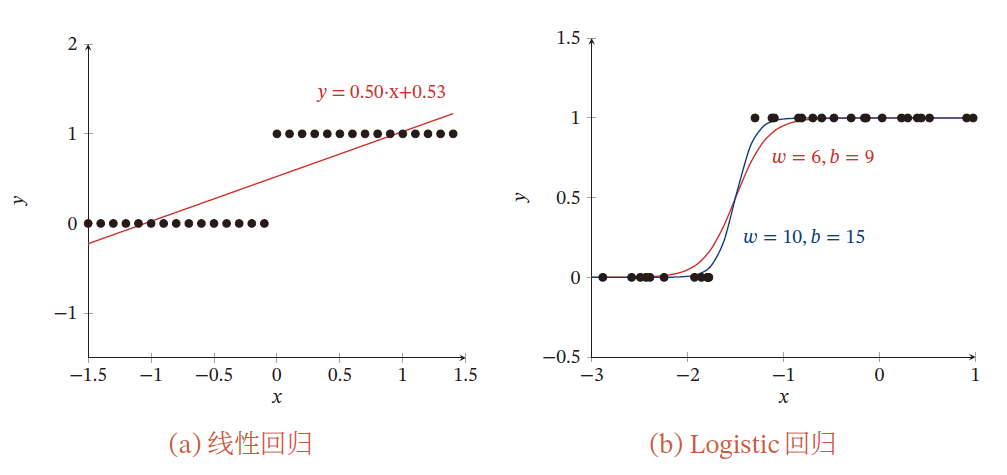 2
1
0
−1
y
y = 0.50·x+0.53
−1.5 −1 −0.5 0 0.5 1 1.5
x
(a) 线性回归
1.5
1
0.5
0
−0.5
y
w = 6, b = 9
w = 10, b = 15
−3 −2 −1 0 1
x
(b) Logistic 回归